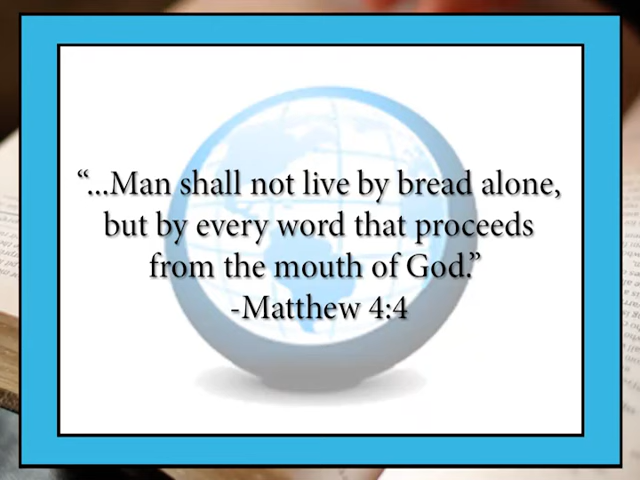 “...Man shall not live by bread alone,
but by every word that proceeds
from the mouth of God.”
-Matthew 4:4